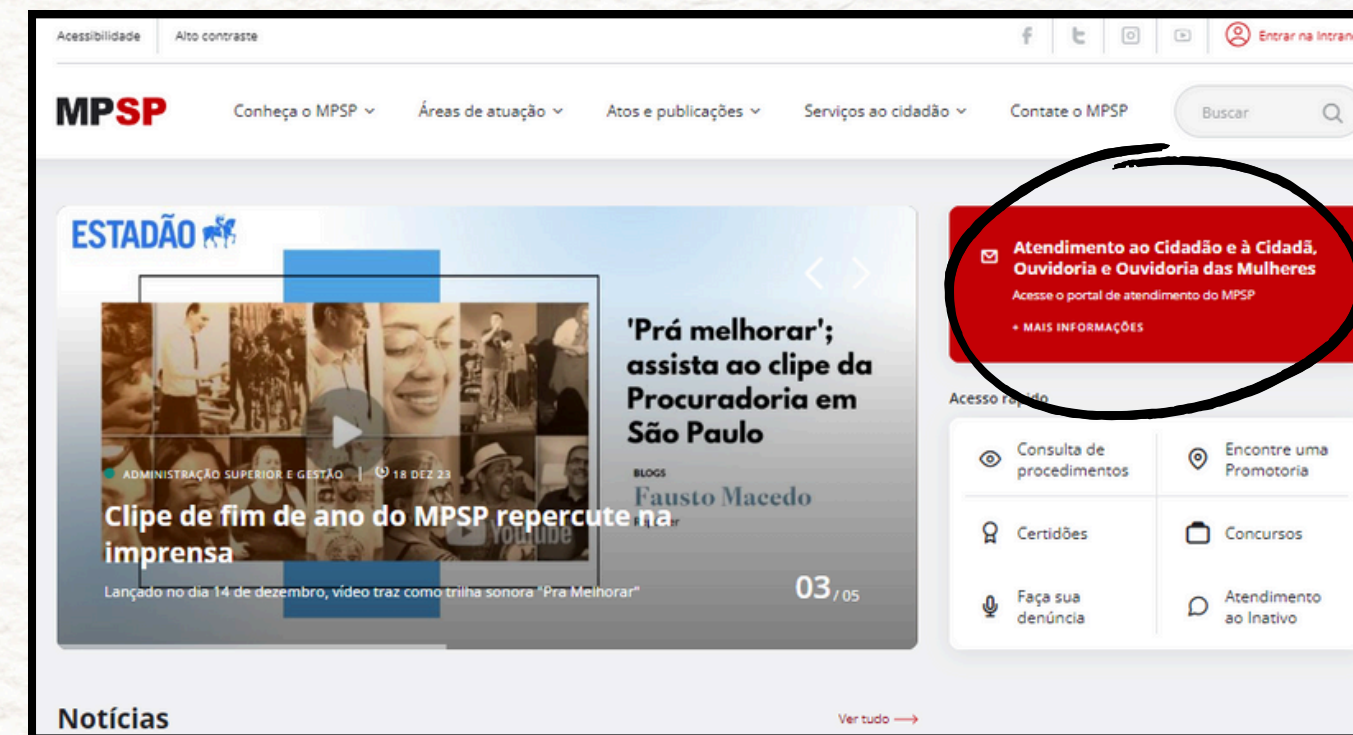 Acessibilidade Alto contraste
Entrar na Intran
MPSP Conheça o MPSP Áreas de atuação Atos e publicações Serviços ao cidadão Contate o MPSP Buscar
ESTADÃO
'Prá melhorar';
assista ao clipe da
Procuradoria em
São Paulo
BLOGS
Fausto Macedo
ADMINISTRAÇÃO SUPERIOR E GESTÃO | 18 DEZ 23
Clipe de fim de ano do MPSP repercute na
imprensa
YouTube
Lançado no dia 14 de dezembro, vídeo traz como trilha sonora "Pra Melhorar"
03/05
Atendimento ao Cidadão e à Cidadã,
Ouvidoria e Ouvidoria das Mulheres
Acesse o portal de atendimento do MPSP
+ MAIS INFORMAÇÕES
Acesso rápido
Consulta de
procedimentos
Encontre uma
Promotoria
Certidões
Concursos
Faça sua
denúncia
Atendimento
ao Inativo
Notícias
Ver tudo